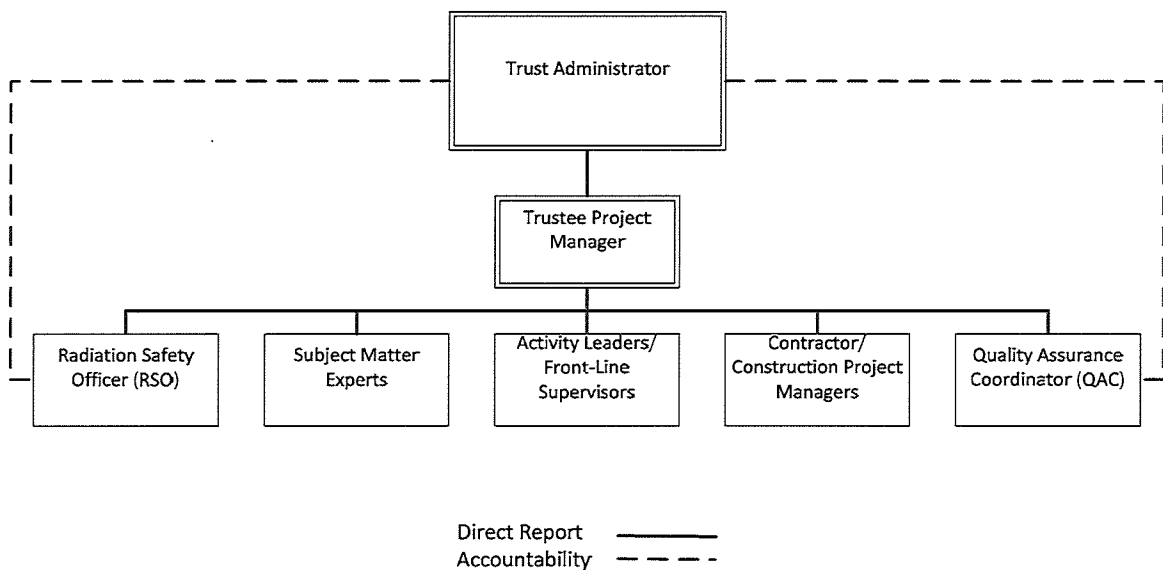 Trust Administrator
Trustee Project
Manager
Radiation Safety
Officer (RSO)
Subject Matter
Experts
Activity Leaders/
Front-Line
Supervisors
Contractor/
Construction Project
Managers
Quality Assurance
Coordinator (QAC)
Direct Report
Accountability